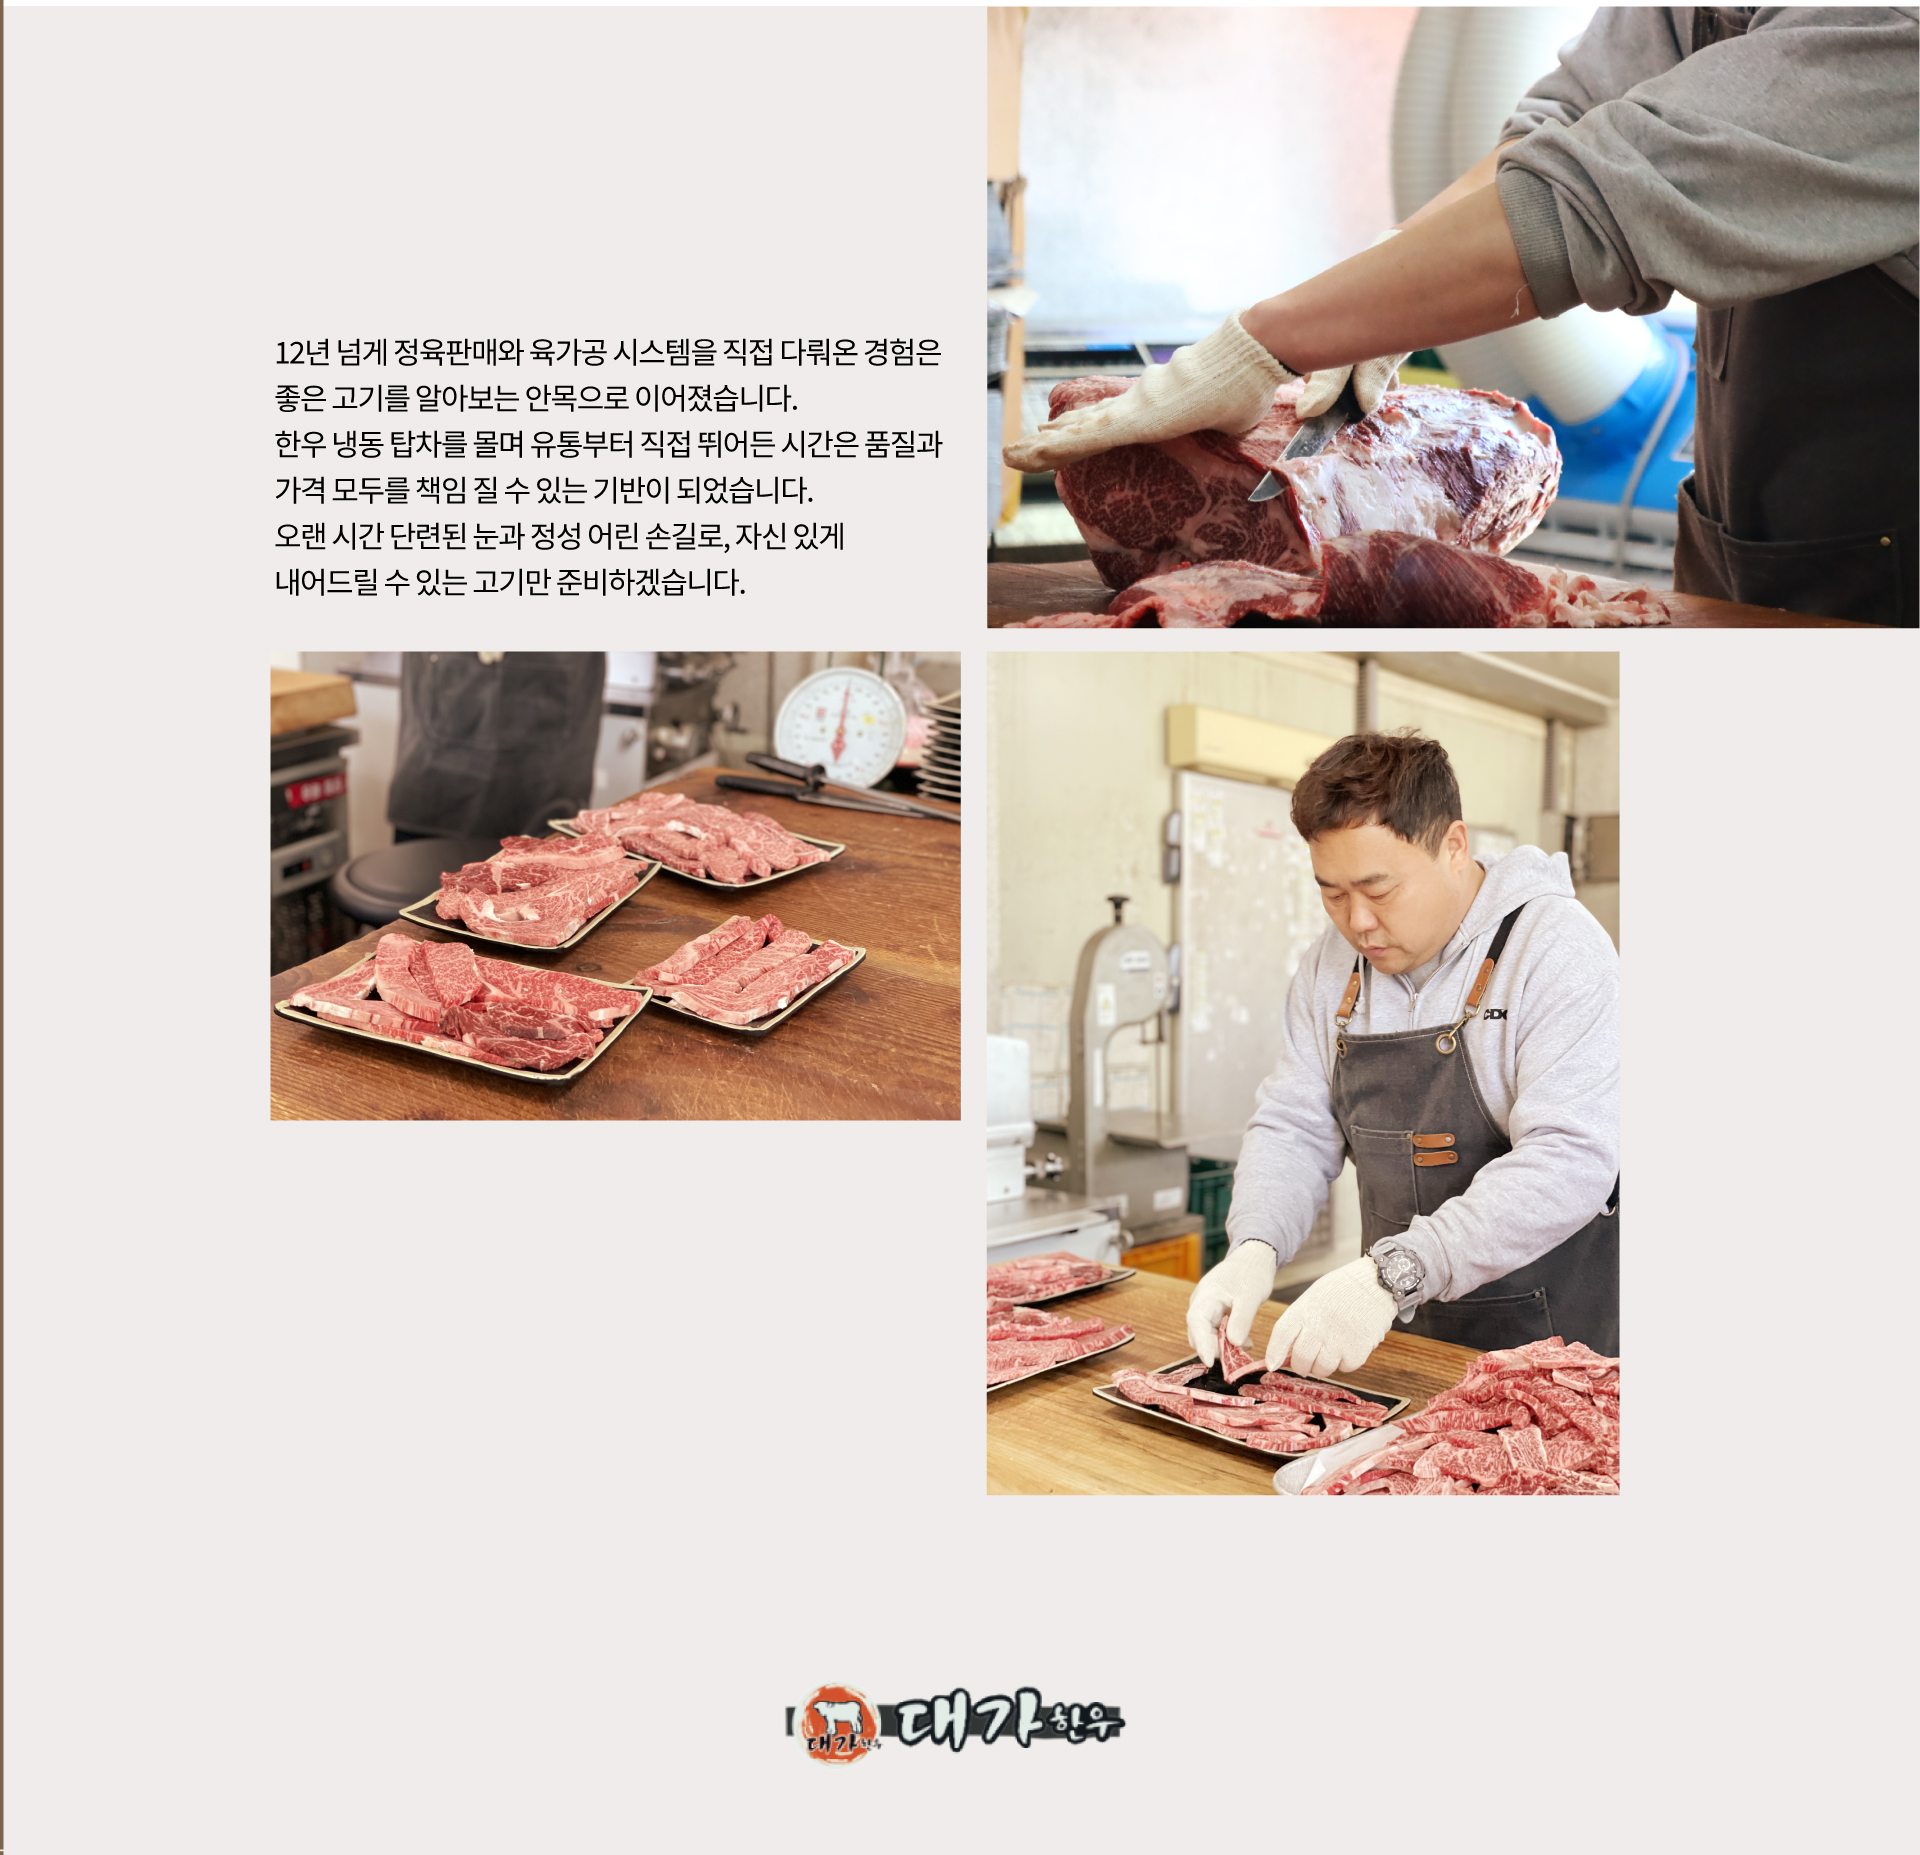 12년 넘게 정육판매와 육가공 시스템을 직접 다뤄온 경험은
좋은 고기를 알아보는 안목으로 이어졌습니다.
한우 냉동 탑차를 몰며 유통부터 직접 뛰어든 시간은 품질과
가격 모두를 책임 질 수 있는 기반이 되었습니다.
오랜 시간 단련된 눈과 정성 어린 손길로, 자신 있게
내어드릴 수 있는 고기만 준비하겠습니다.
대가한우
대가한우